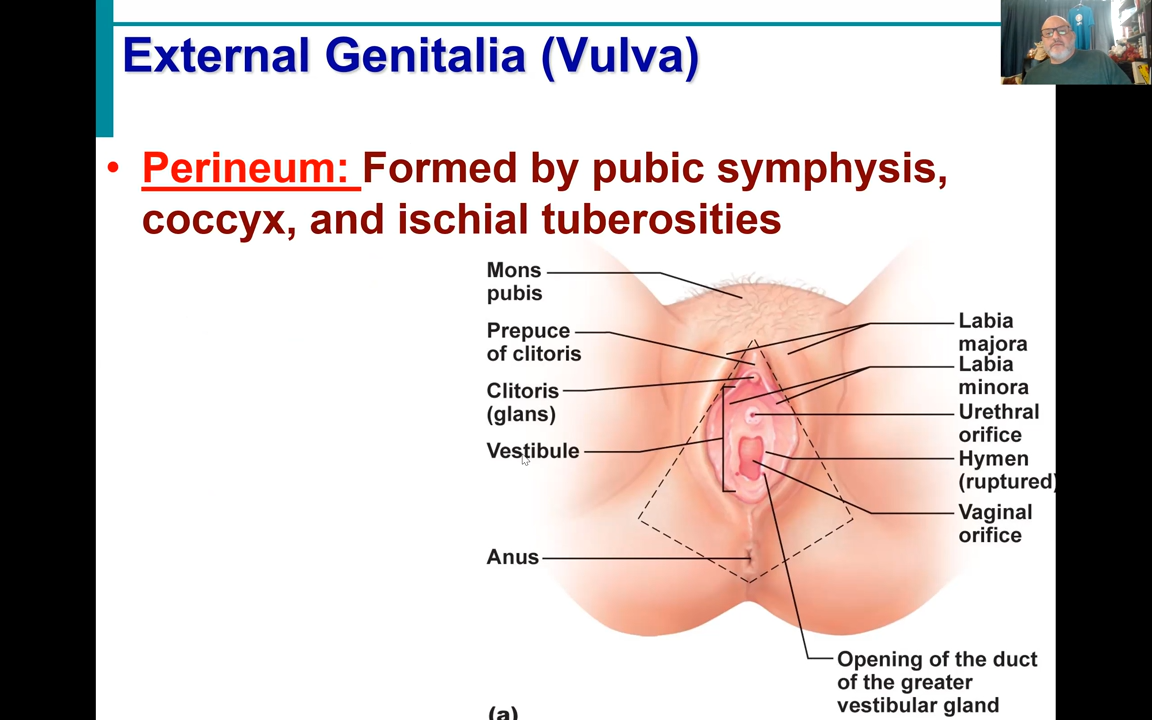 External Genitalia (Vulva)
• Perineum: Formed by pubic symphysis,
coccyx, and ischial tuberosities
Mons
pubis
Prepuce
of clitoris
Clitoris
(glans)
Vestibule
Anus
Labia
majora
Labia
minora
Urethral
orifice
Hymen
(ruptured)
Vaginal
orifice
Opening of the duct
of the greater
vestibular gland
(a)